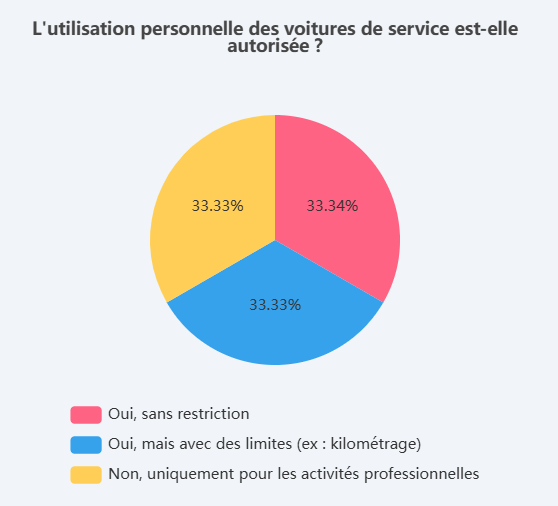 L'utilisation personnelle des voitures de service est-elle
autorisée ?
33.33%
33.34%
33.33%
Oui, sans restriction
Oui, mais avec des limites (ex : kilométrage)
Non, uniquement pour les activités professionnelles